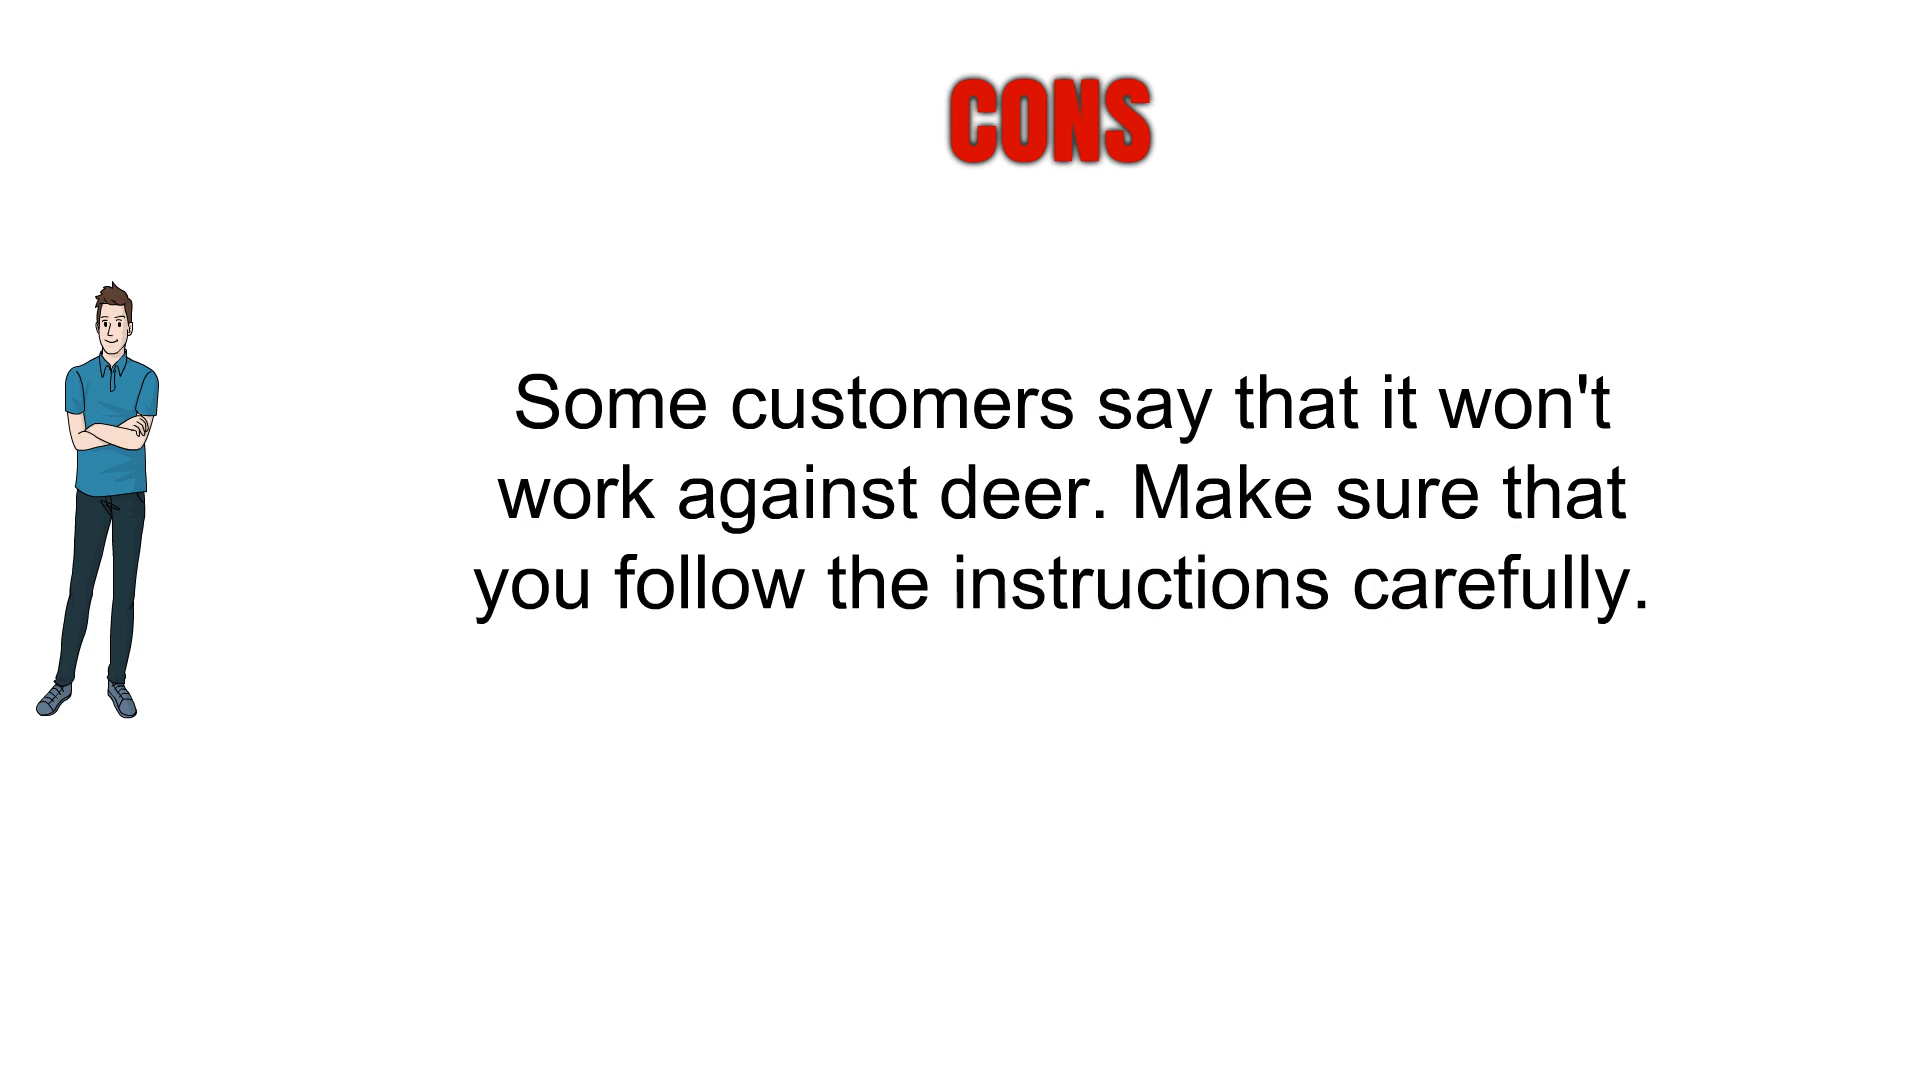 CONS
Some customers say that it won't
work against deer. Make sure that
you follow the instructions carefully.